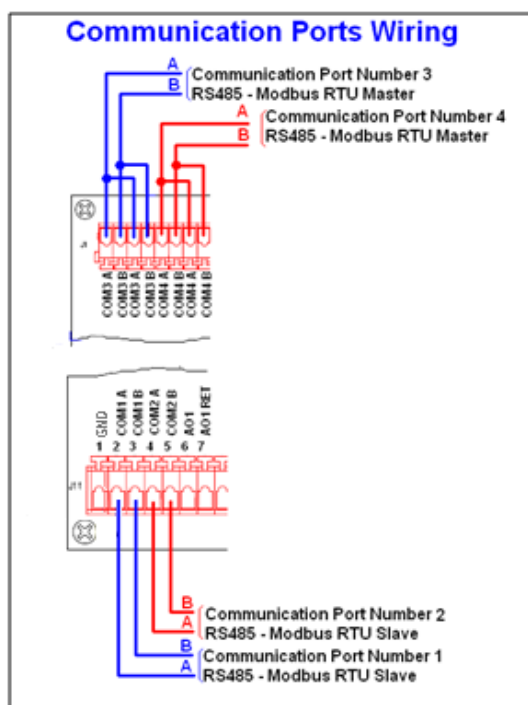 Communication Ports Wiring
A
Communication Port Number 3
B
RS485 - Modbus RTU Master
A
Communication Port Number 4
B
RS485 - Modbus RTU Master
COM3 A
COM3 B
COM3 A
COM3 B
COM4 A
COM4 B
COM4 A
COM4 B
GND
COM1 A
COM1 B
COM2 A
COM2 B
AO1
AO1 RET
1 2 3 4 5 6 7
J11
B
Communication Port Number 2
A
RS485 - Modbus RTU Slave
B
Communication Port Number 1
A
RS485 - Modbus RTU Slave